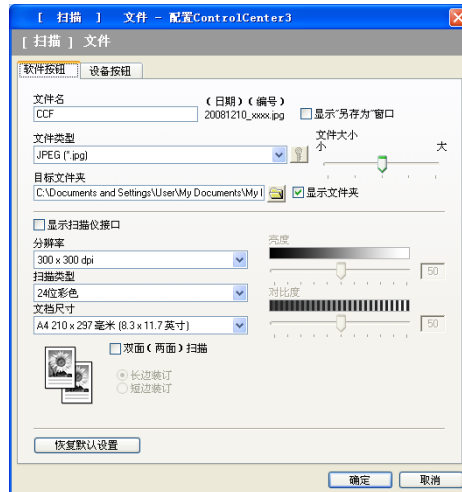 [ 扫描 ] 文件 - 配置ControlCenter3
[ 扫描 ] 文件
软件按钮 设备按钮
文件名 (日期)(编号)
CCF 20081210_xxxx.jpg 显示"另存为"窗口
文件类型 文件大小
JPEG (*.jpg) 小 大
目标文件夹
C:\Documents and Settings\User\My Documents\My I 显示文件夹
显示扫描仪接口
分辨率 亮度
300 x 300 dpi 50
扫描类型
24位彩色 对比度
文档尺寸
A4 210 x 297 毫米 (8.3 x 11.7 英寸) 50
双面(两面)扫描
长边装订
短边装订
恢复默认设置
确定 取消